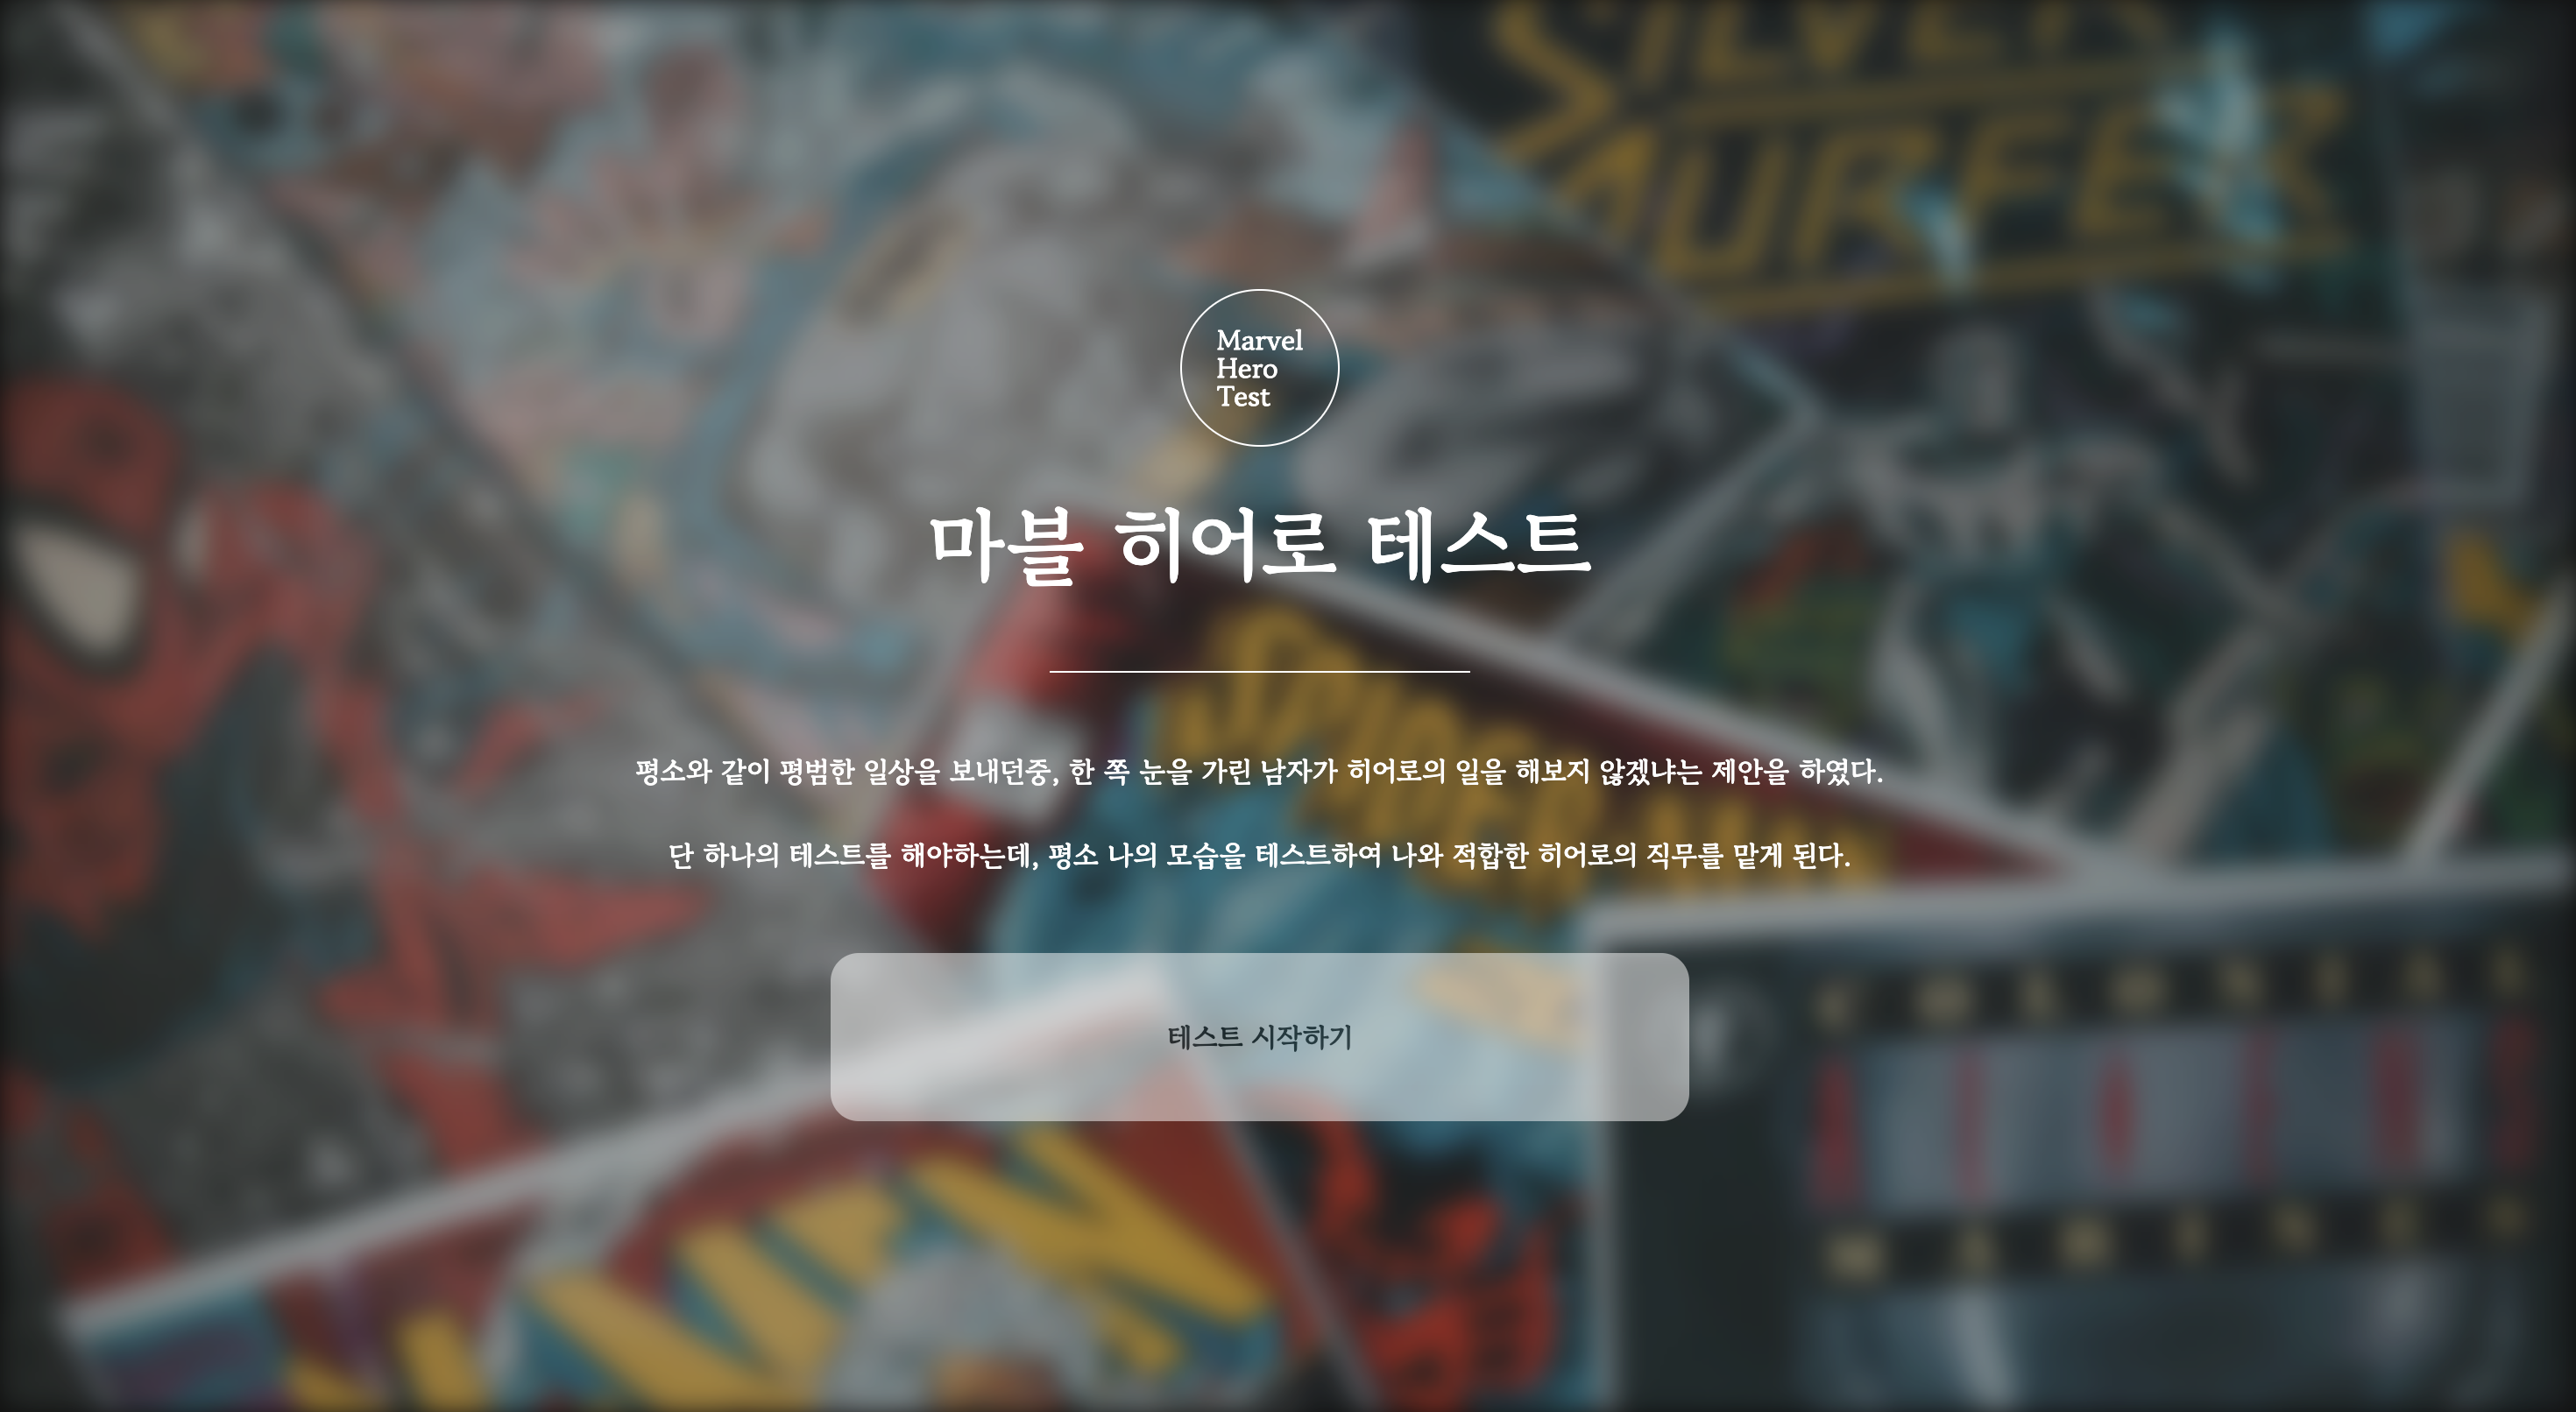 SILVER
SURFER
Marvel
Hero
Test
마블 히어로 테스트
SPIDER-MAN
평소와 같이 평범한 일상을 보내던중, 한 쪽 눈을 가린 남자가 히어로의 일을 해보지 않겠냐는 제안을 하였다.
단 하나의 테스트를 해야하는데, 평소 나의 모습을 테스트하여 나와 적합한 히어로의 직무를 맡게 된다.
테스트 시작하기